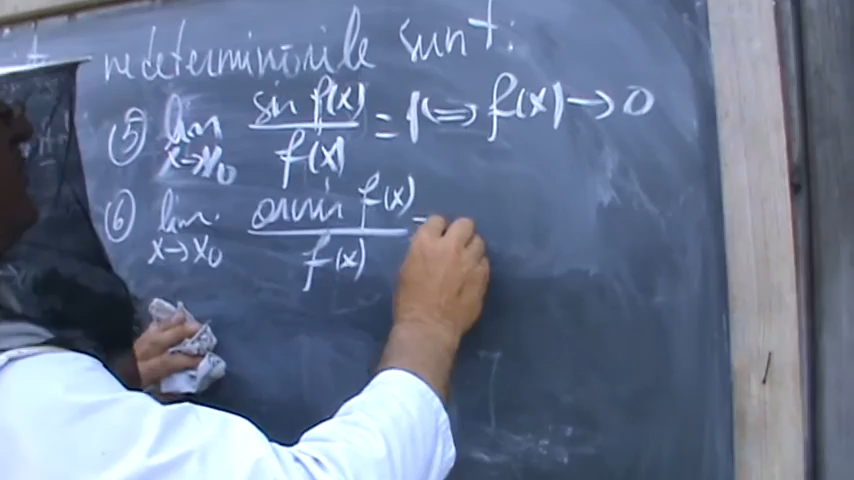 nedeterminările sunt:
⑤ lim x→x₀ sin f(x) / f(x) = 1 ⇔ f(x) → 0
⑥ lim x→x₀ arcsin f(x) / f(x)